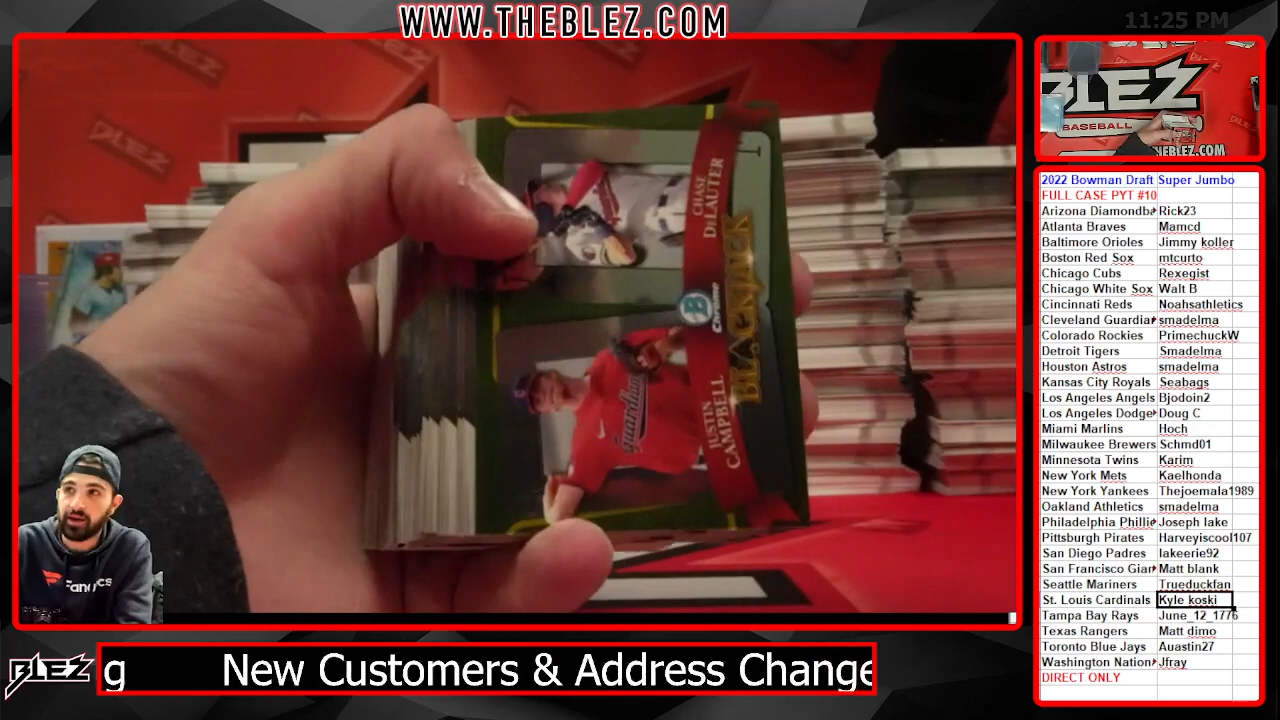 WWW.THEBLEZ.COM
11:25 PM
BLEZ
BASEBALL
BLEZ.COM
CHASE DELAUTER
BLACKJACK
B Chrome
JUSTIN CAMPBELL
Guardians
2022 Bowman Draft Super Jumbo
FULL CASE PYT #10
Arizona Diamondba Rick23
Atlanta Braves Mamcd
Baltimore Orioles Jimmy koller
Boston Red Sox mtcurto
Chicago Cubs Rexegist
Chicago White Sox Walt B
Cincinnati Reds Noahsathletics
Cleveland Guardia smadelma
Colorado Rockies PrimechuckW
Detroit Tigers Smadelma
Houston Astros smadelma
Kansas City Royals Seabags
Los Angeles Angels Bjodoin2
Los Angeles Dodge Doug C
Miami Marlins Hoch
Milwaukee Brewers Schmd01
Minnesota Twins Karim
New York Mets Kaelhonda
New York Yankees Thejoemala1989
Oakland Athletics smadelma
Philadelphia Phillie Joseph lake
Pittsburgh Pirates Harveyiscool107
San Diego Padres lakeerie92
San Francisco Gian Matt blank
Seattle Mariners Trueduckfan
St. Louis Cardinals Kyle koski
Tampa Bay Rays June_12_1776
Texas Rangers Matt dimo
Toronto Blue Jays Auastin27
Washington Nation Jfray
DIRECT ONLY
BLEZ
g New Customers & Address Change